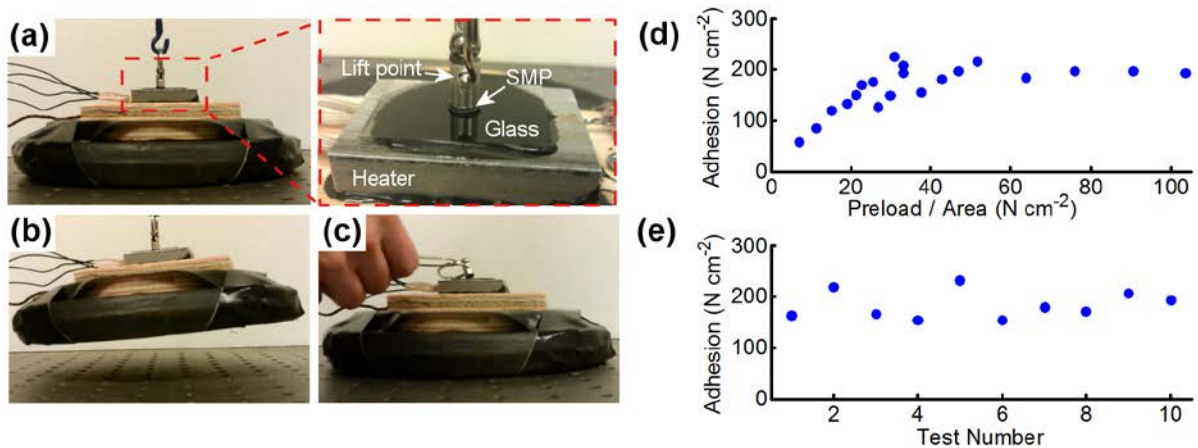 (a)
Lift point
SMP
Glass
Heater
(b)
(c)
(d)
Adhesion (N cm⁻²)
300
200
100
0
0 20 40 60 80 100
Preload / Area (N cm⁻²)
(e)
Adhesion (N cm⁻²)
300
200
100
0
2 4 6 8 10
Test Number